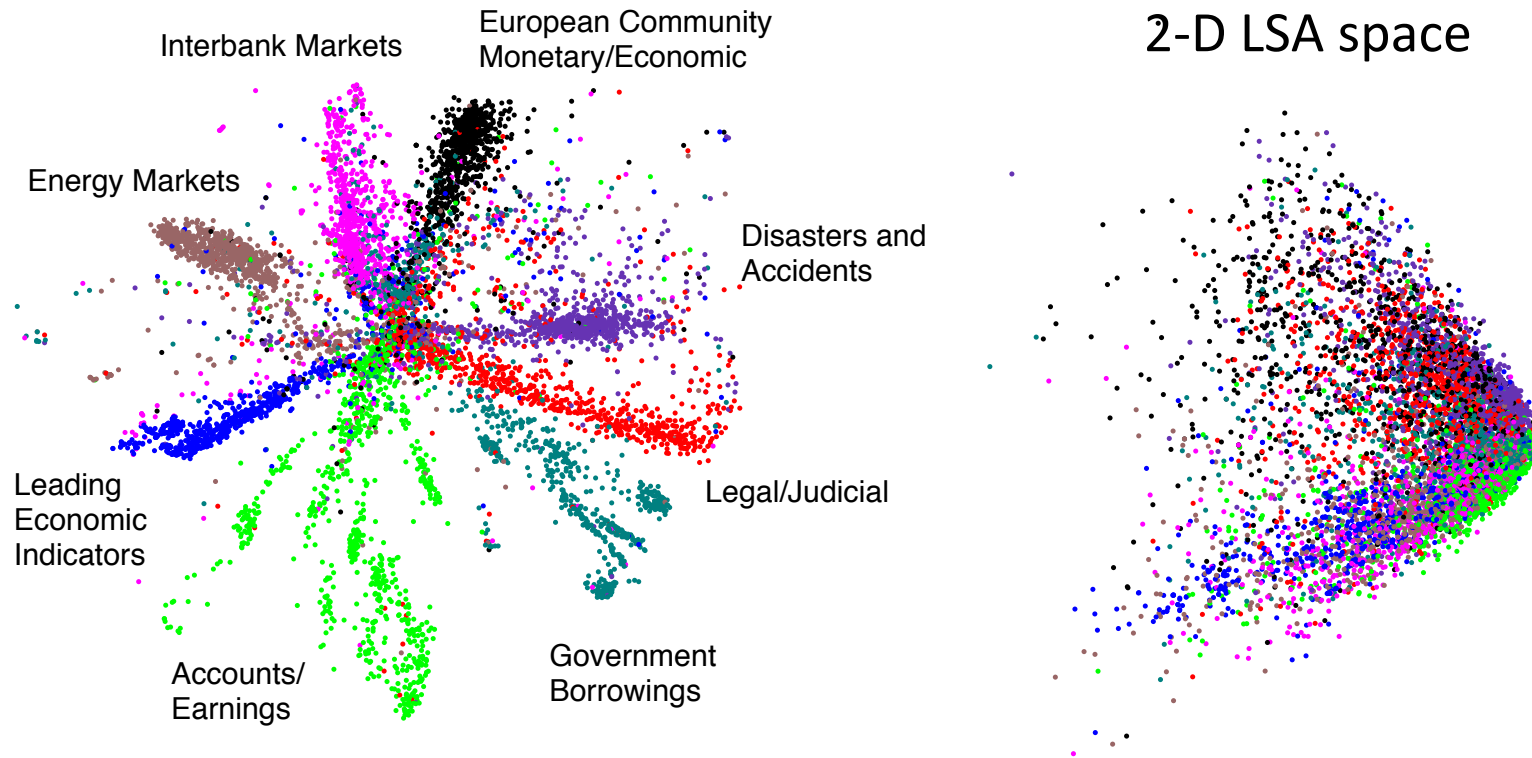 European Community
Monetary/Economic
Interbank Markets
2-D LSA space
Energy Markets
Disasters and
Accidents
Leading
Economic
Indicators
Legal/Judicial
Accounts/
Earnings
Government
Borrowings